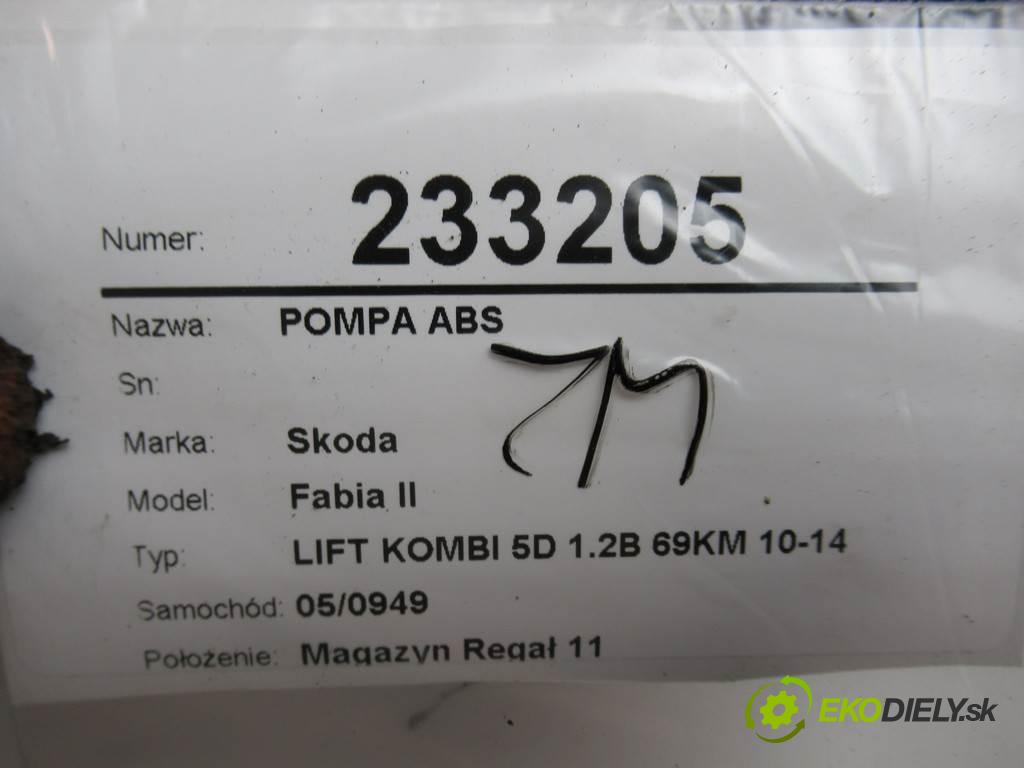 Numer: 233205
Nazwa: POMPA ABS
Sn:
Marka: Skoda
Model: Fabia II
Typ: LIFT KOMBI 5D 1.2B 69KM 10-14
Samochód: 05/0949
Położenie: Magazyn Regał 11
EKODIELY.sk